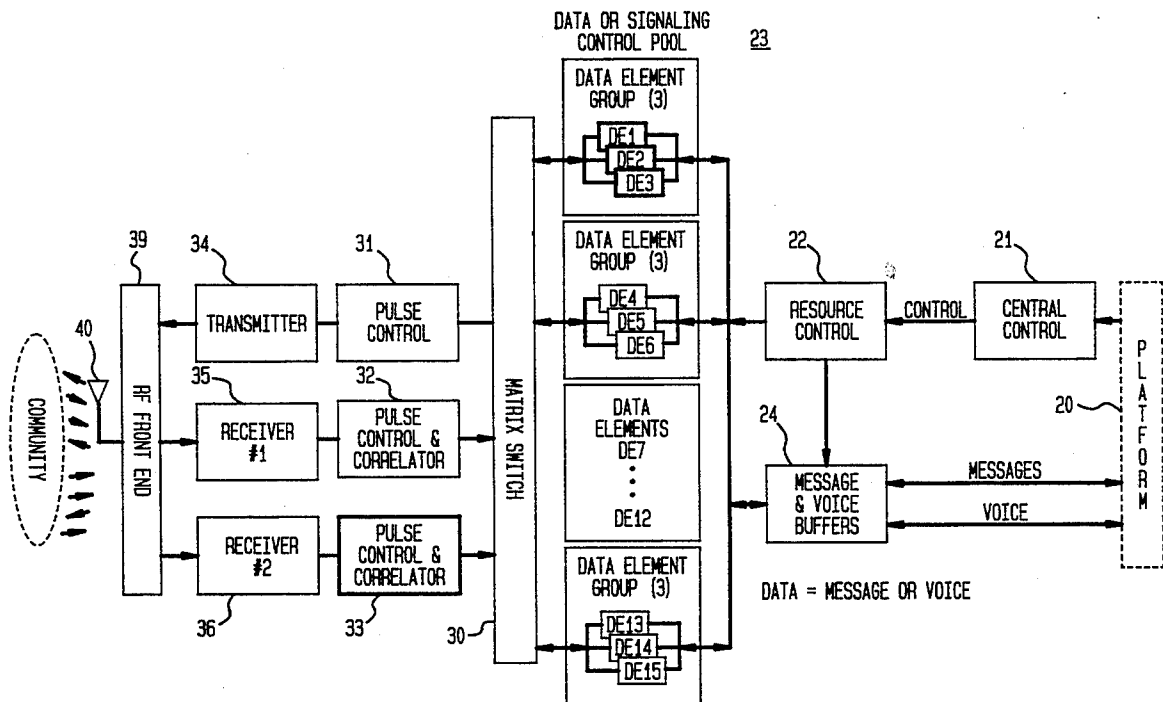 DATA OR SIGNALING
CONTROL POOL
23
DATA ELEMENT
GROUP (3)
DE1
DE2
DE3
39
34
31
DATA ELEMENT
GROUP (3)
DE4
DE5
DE6
22
21
40
COMMUNITY
RF FRONT END
TRANSMITTER
PULSE
CONTROL
MATRIX SWITCH
RESOURCE
CONTROL
CONTROL
CENTRAL
CONTROL
PLATFORM
20
35
32
RECEIVER
#1
PULSE
CONTROL &
CORRELATOR
DATA
ELEMENTS
DE7
DE12
24
MESSAGE
& VOICE
BUFFERS
MESSAGES
VOICE
RECEIVER
#2
PULSE
CONTROL &
CORRELATOR
36
33
30
DATA ELEMENT
GROUP (3)
DE13
DE14
DE15
DATA = MESSAGE OR VOICE